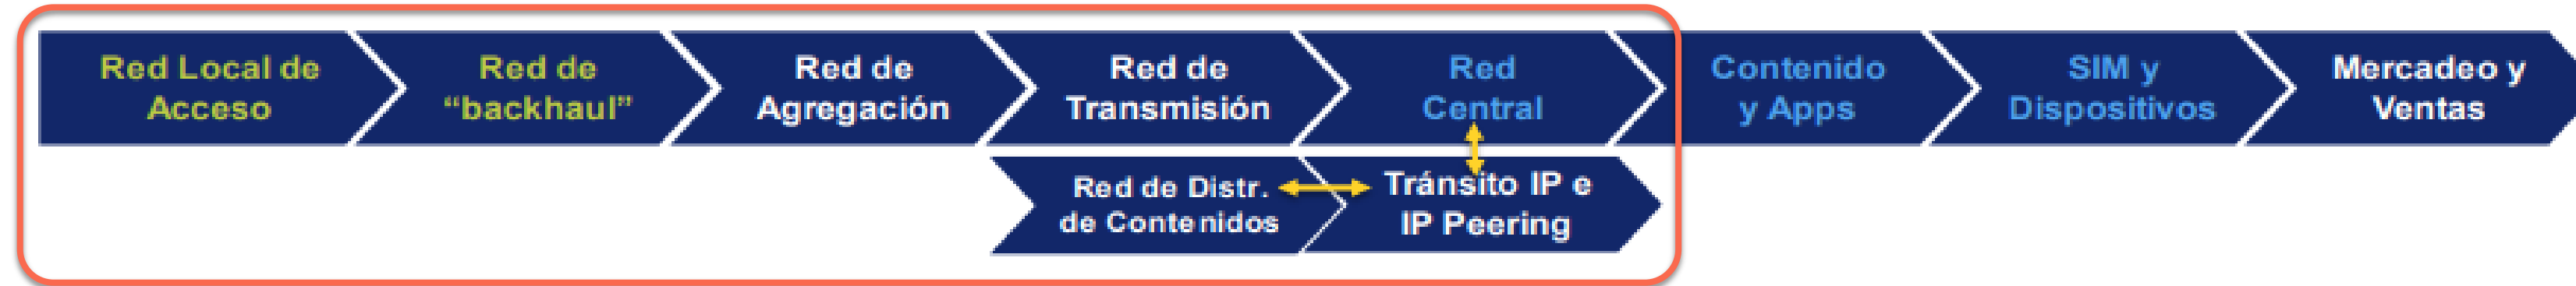 Red Local de
Acceso
Red de
“backhaul”
Red de
Agregación
Red de
Transmisión
Red
Central
Contenido
y Apps
SIM y
Dispositivos
Mercadeo y
Ventas
Red de Distr.
de Contenidos
Tránsito IP e
IP Peering